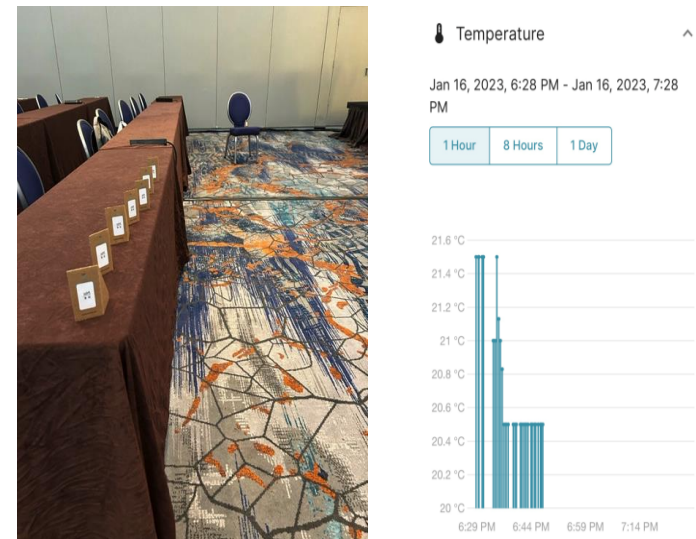 Temperature
Jan 16, 2023, 6:28 PM - Jan 16, 2023, 7:28
PM
1 Hour
8 Hours
1 Day
21.6 °C
21.4 °C
21.2 °C
21 °C
20.8 °C
20.6 °C
20.4 °C
20.2 °C
20 °C
6:29 PM
6:44 PM
6:59 PM
7:14 PM